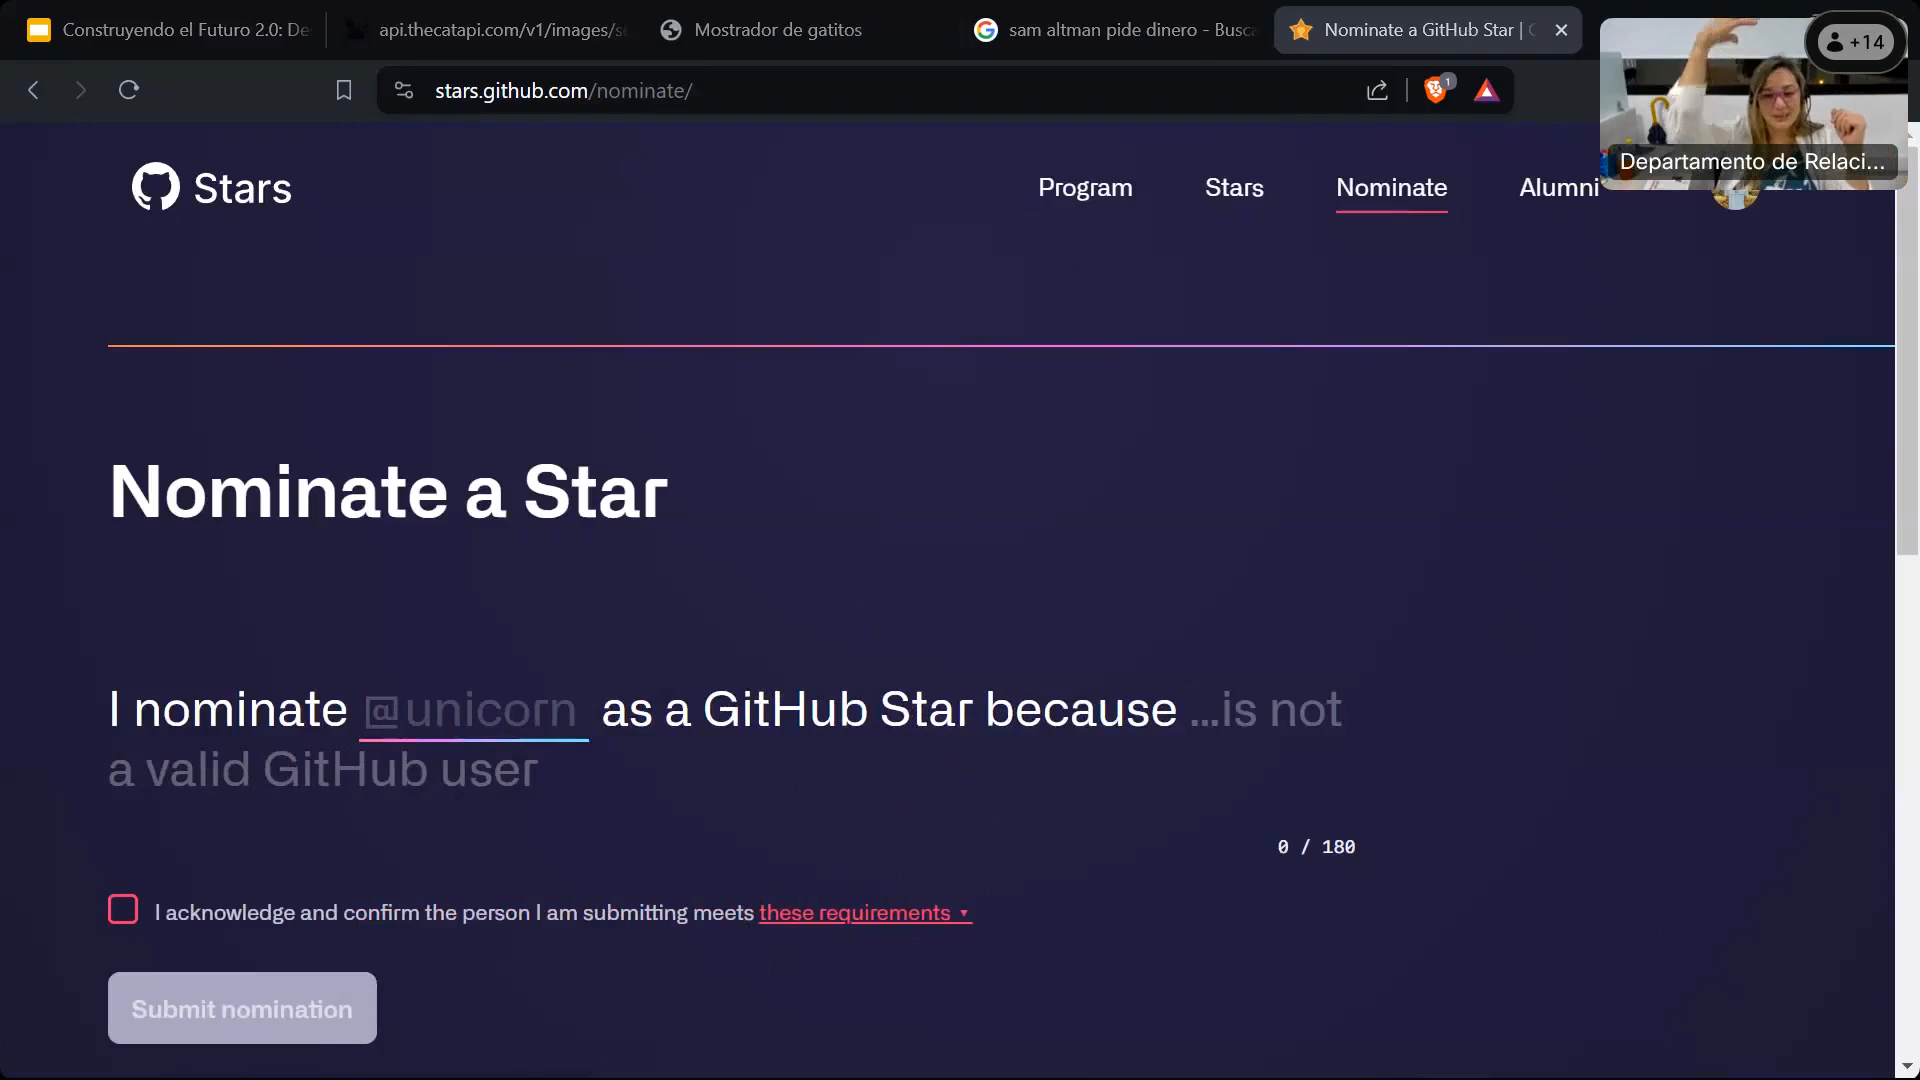 Construyendo el Futuro 2.0: De
api.thecatapi.com/v1/images/se
Mostrador de gatitos
sam altman pide dinero - Busca
Nominate a GitHub Star |
+14
stars.github.com/nominate/
1
Departamento de Relaci...
Stars
Program
Stars
Nominate
Alumni
Nominate a Star
I nominate @unicorn as a GitHub Star because ...is not
a valid GitHub user
0 / 180
I acknowledge and confirm the person I am submitting meets these requirements
Submit nomination